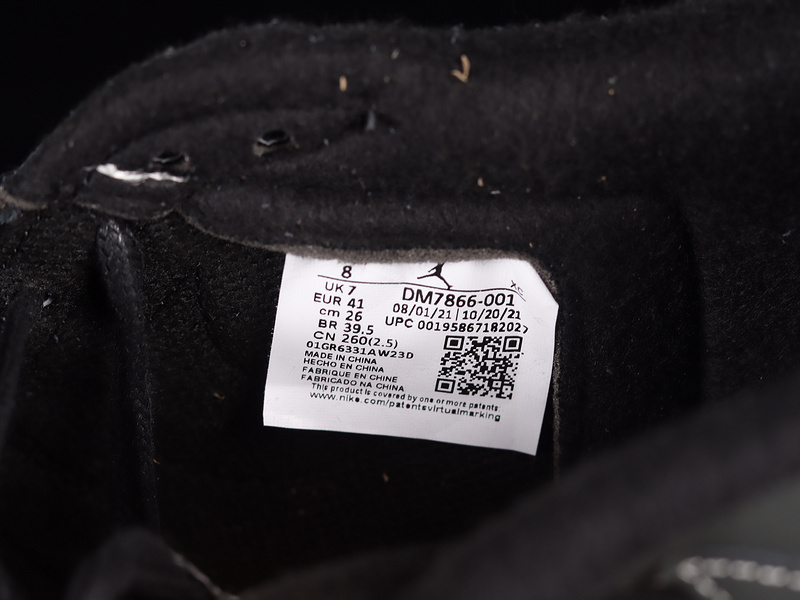 8
UK 7
EUR 41
cm 26
BR 39.5
CN 260(2.5)
01GR6331AW23D
MADE IN CHINA
HECHO EN CHINA
FABRIQUE EN CHINE
FABRICADO NA CHINA
DM7866-001
08/01/21 | 10/20/21
UPC 00195867182027
This product is covered by one or more patents:
www.nike.com/patentsvirtualmarking